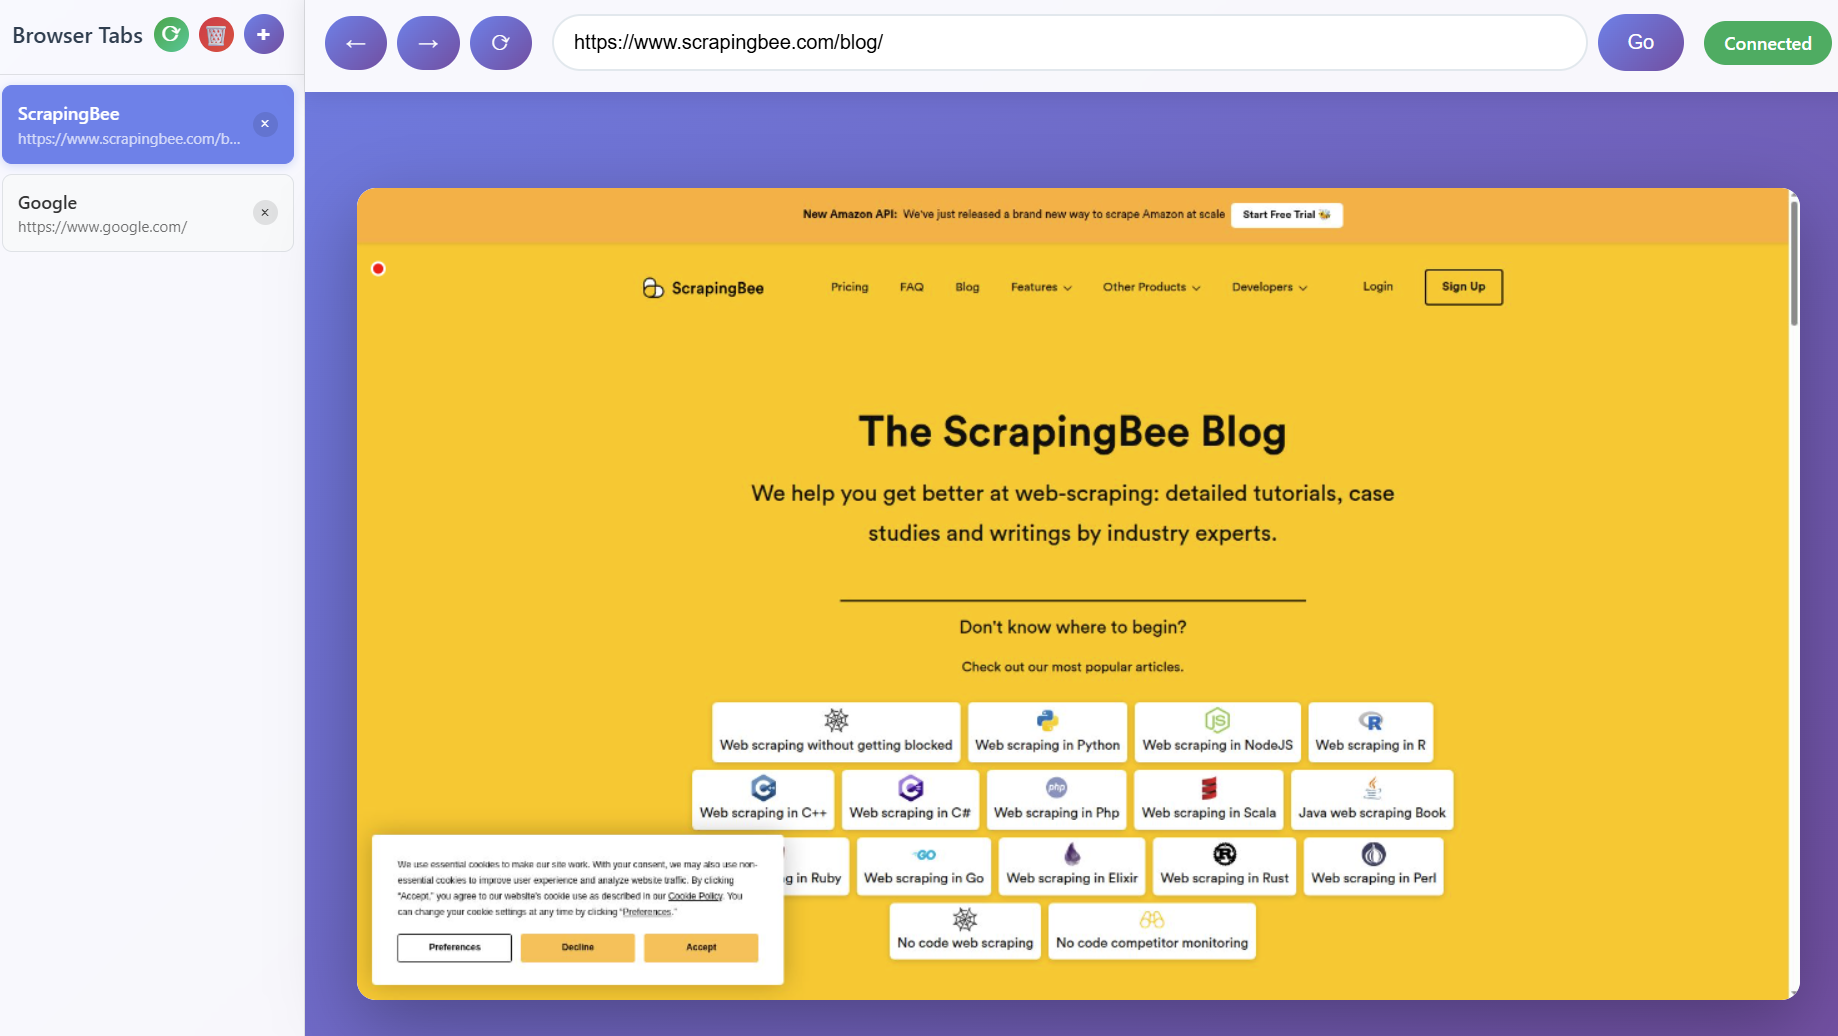 Browser Tabs
https://www.scrapingbee.com/blog/
Go
Connected
ScrapingBee
https://www.scrapingbee.com/b...
Google
https://www.google.com/
New Amazon API: We've just released a brand new way to scrape Amazon at scale
Start Free Trial
ScrapingBee
Pricing
FAQ
Blog
Features
Other Products
Developers
Login
Sign Up
The ScrapingBee Blog
We help you get better at web-scraping: detailed tutorials, case
studies and writings by industry experts.
Don't know where to begin?
Check out our most popular articles.
Web scraping without getting blocked
Web scraping in Python
JS
Web scraping in NodeJS
R
Web scraping in R
C++
Web scraping in C++
C#
Web scraping in C#
php
Web scraping in Php
Web scraping in Scala
Java web scraping Book
g in Ruby
GO
Web scraping in Go
Web scraping in Elixir
R
Web scraping in Rust
Web scraping in Perl
No code web scraping
No code competitor monitoring
We use essential cookies to make our site work. With your consent, we may also use non-
essential cookies to improve user experience and analyze website traffic. By clicking
"Accept," you agree to our website's cookie use as described in our Cookie Policy. You
can change your cookie settings at any time by clicking "Preferences."
Preferences
Decline
Accept